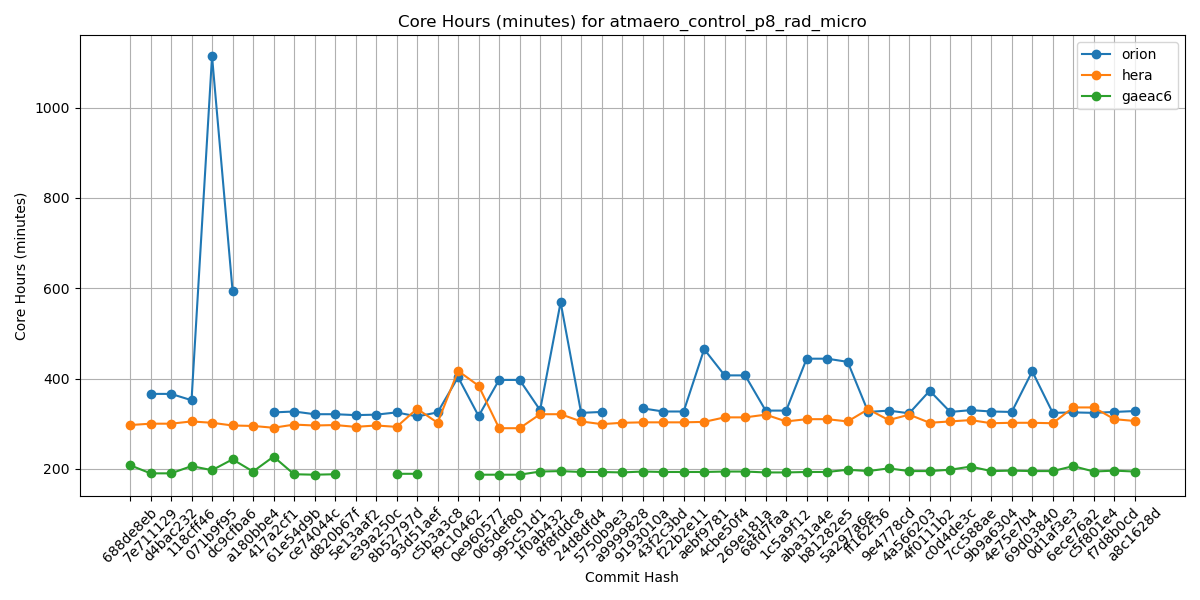 Core Hours (minutes) for atmaero_control_p8_rad_micro
orion
hera
gaeac6
Core Hours (minutes)
1000
800
600
400
200
688de8eb
7e711129
d4bac232
118cff46
071b9f95
dc9cfba6
a180bbe4
417a2cf1
61e54d9b
ce74044c
d820b67f
5e13aaf2
e39a250c
8b52797d
93d51aef
c5b3a3c8
f9c10462
0e960577
065def80
995c51d1
1f0ab432
8f8fddc8
24d8dfd4
5750b9e3
a9999828
9193010a
43f2c3bd
f22b2e11
aebf9781
4cbe50f4
269e181a
68fd7faa
1c5a9f12
aba31a4e
b81282e5
5a297a6e
ff162f36
9e4778cd
4a566203
4f0111b2
c0d4de3c
7cc588ae
9b9a6304
4e75e7b4
69d03840
0d1af3e3
6ece76a2
c5f801e4
f7d8b0cd
a8c1628d
Commit Hash